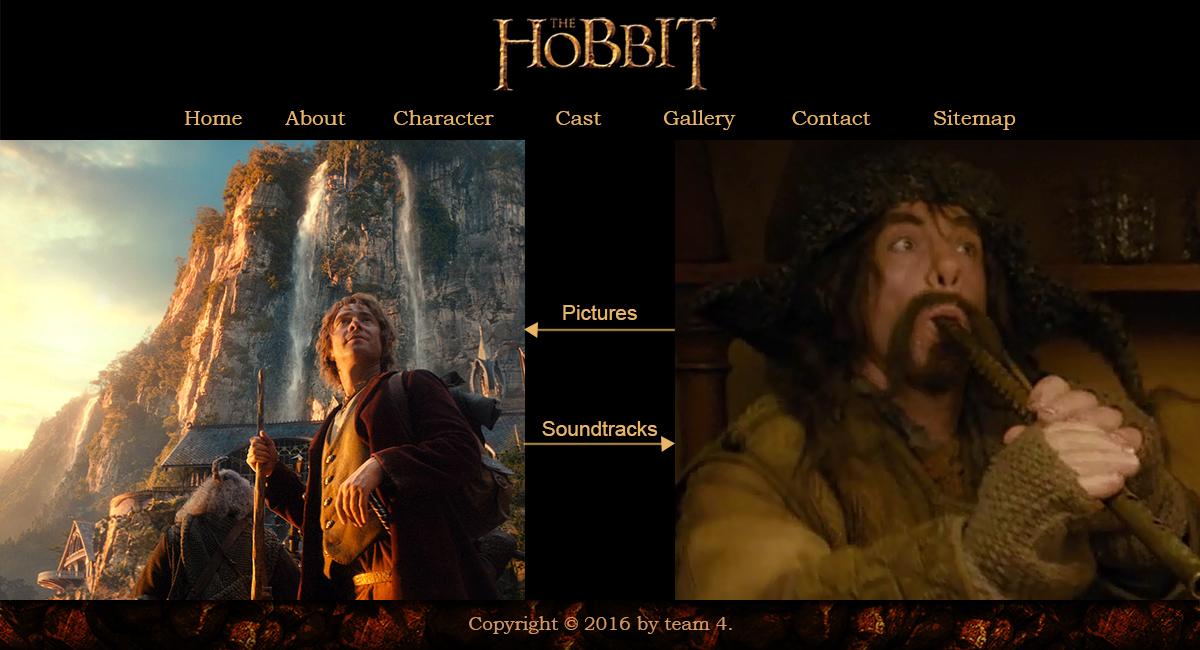 THE
HOBBIT
Home About Character Cast Gallery Contact Sitemap
Pictures
Soundtracks
Copyright © 2016 by team 4.